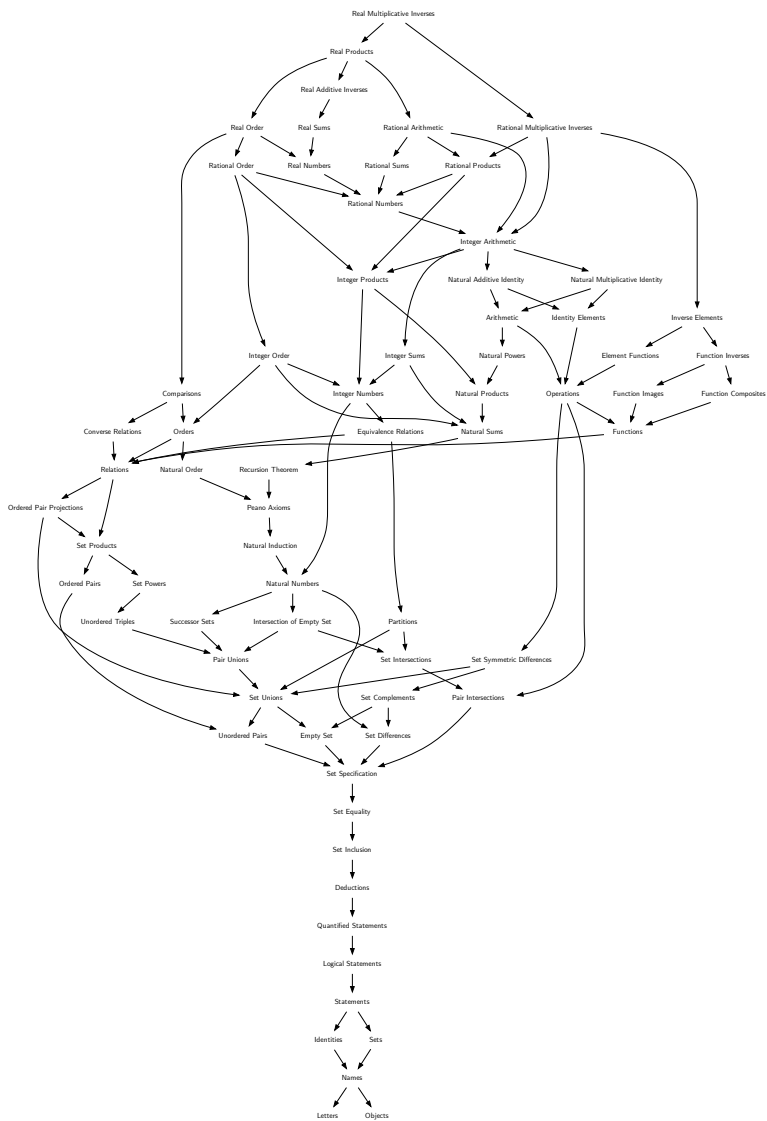 Real Multiplicative Inverses
Real Products
Real Additive Inverses
Real Order
Real Sums
Rational Arithmetic
Rational Multiplicative Inverses
Rational Order
Real Numbers
Rational Sums
Rational Products
Rational Numbers
Integer Arithmetic
Integer Products
Natural Additive Identity
Natural Multiplicative Identity
Arithmetic
Identity Elements
Inverse Elements
Integer Order
Integer Sums
Natural Powers
Element Functions
Function Inverses
Comparisons
Integer Numbers
Natural Products
Operations
Function Images
Function Composites
Converse Relations
Orders
Equivalence Relations
Natural Sums
Functions
Relations
Natural Order
Recursion Theorem
Ordered Pair Projections
Peano Axioms
Set Products
Natural Induction
Ordered Pairs
Set Powers
Natural Numbers
Unordered Triples
Successor Sets
Intersection of Empty Set
Partitions
Pair Unions
Set Intersections
Set Symmetric Differences
Set Unions
Set Complements
Pair Intersections
Unordered Pairs
Empty Set
Set Differences
Set Specification
Set Equality
Set Inclusion
Deductions
Quantified Statements
Logical Statements
Statements
Identities
Sets
Names
Letters
Objects